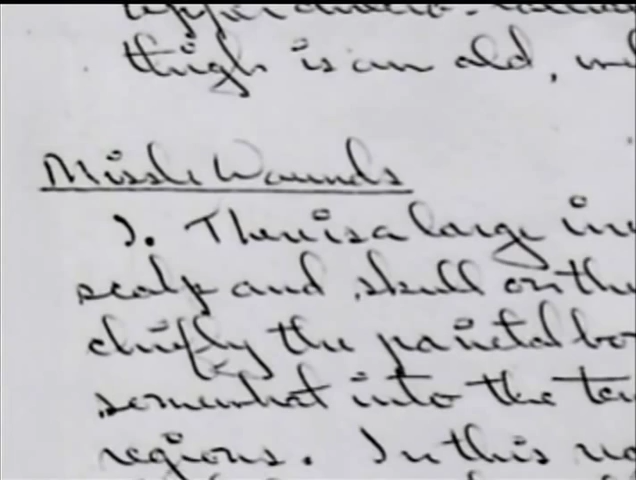 thigh is an old,
Missle Wounds
1. There is a large
scalp and skull on the
chiefly the parietal
somewhat into the
regions. In this